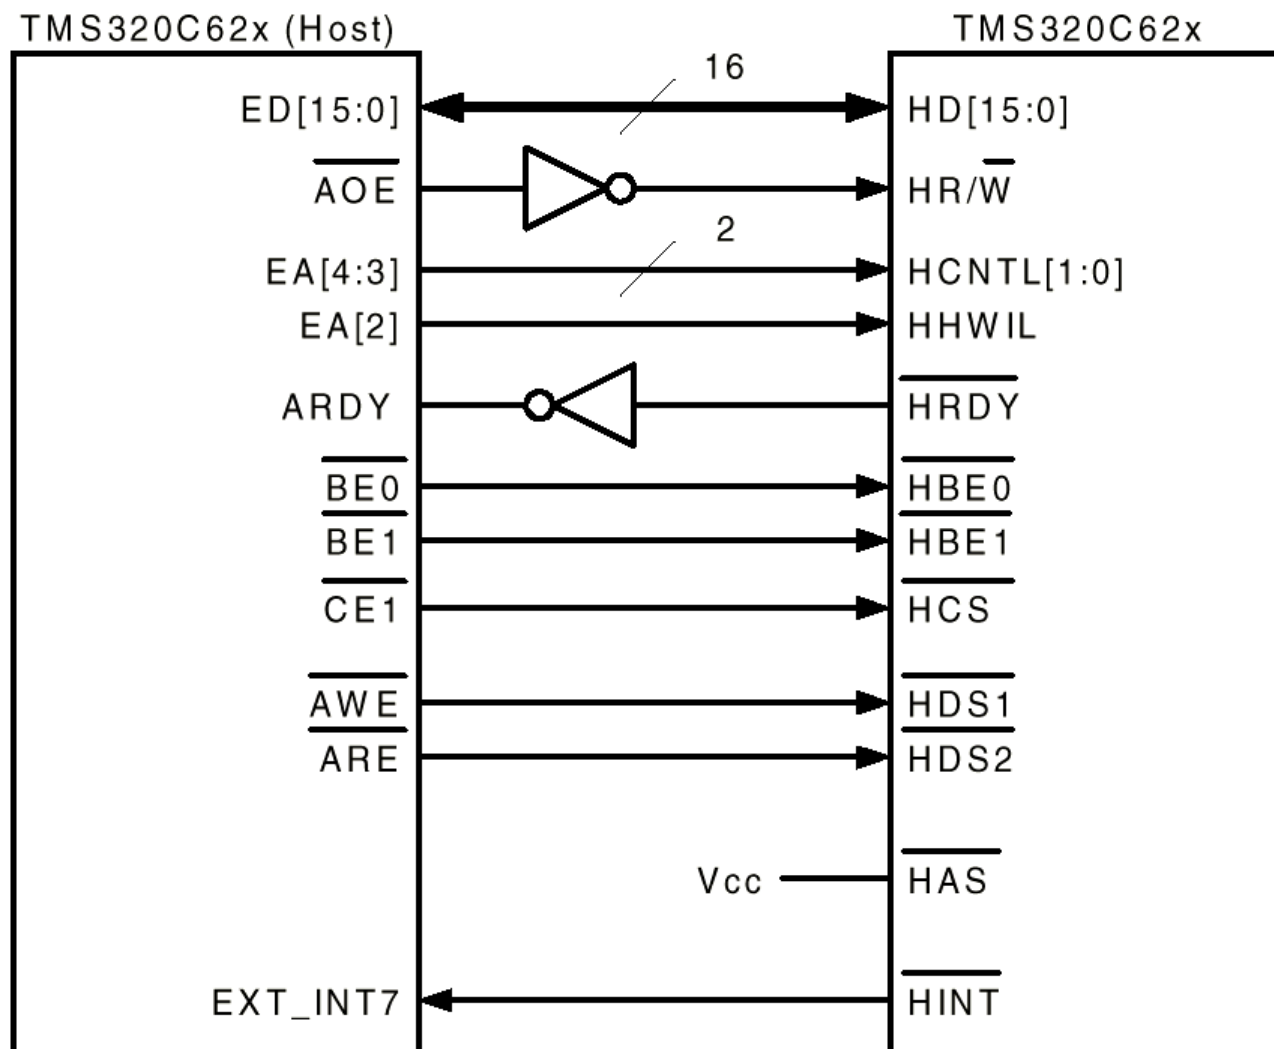 TMS320C62x (Host) TMS320C62x
16
ED[15:0] HD[15:0]
AOE HR/W
2
EA[4:3] HCNTL[1:0]
EA[2] HHWIL
ARDY HRDY
BE0 HBE0
BE1 HBE1
CE1 HCS
AWE HDS1
ARE HDS2
Vcc HAS
EXT_INT7 HINT